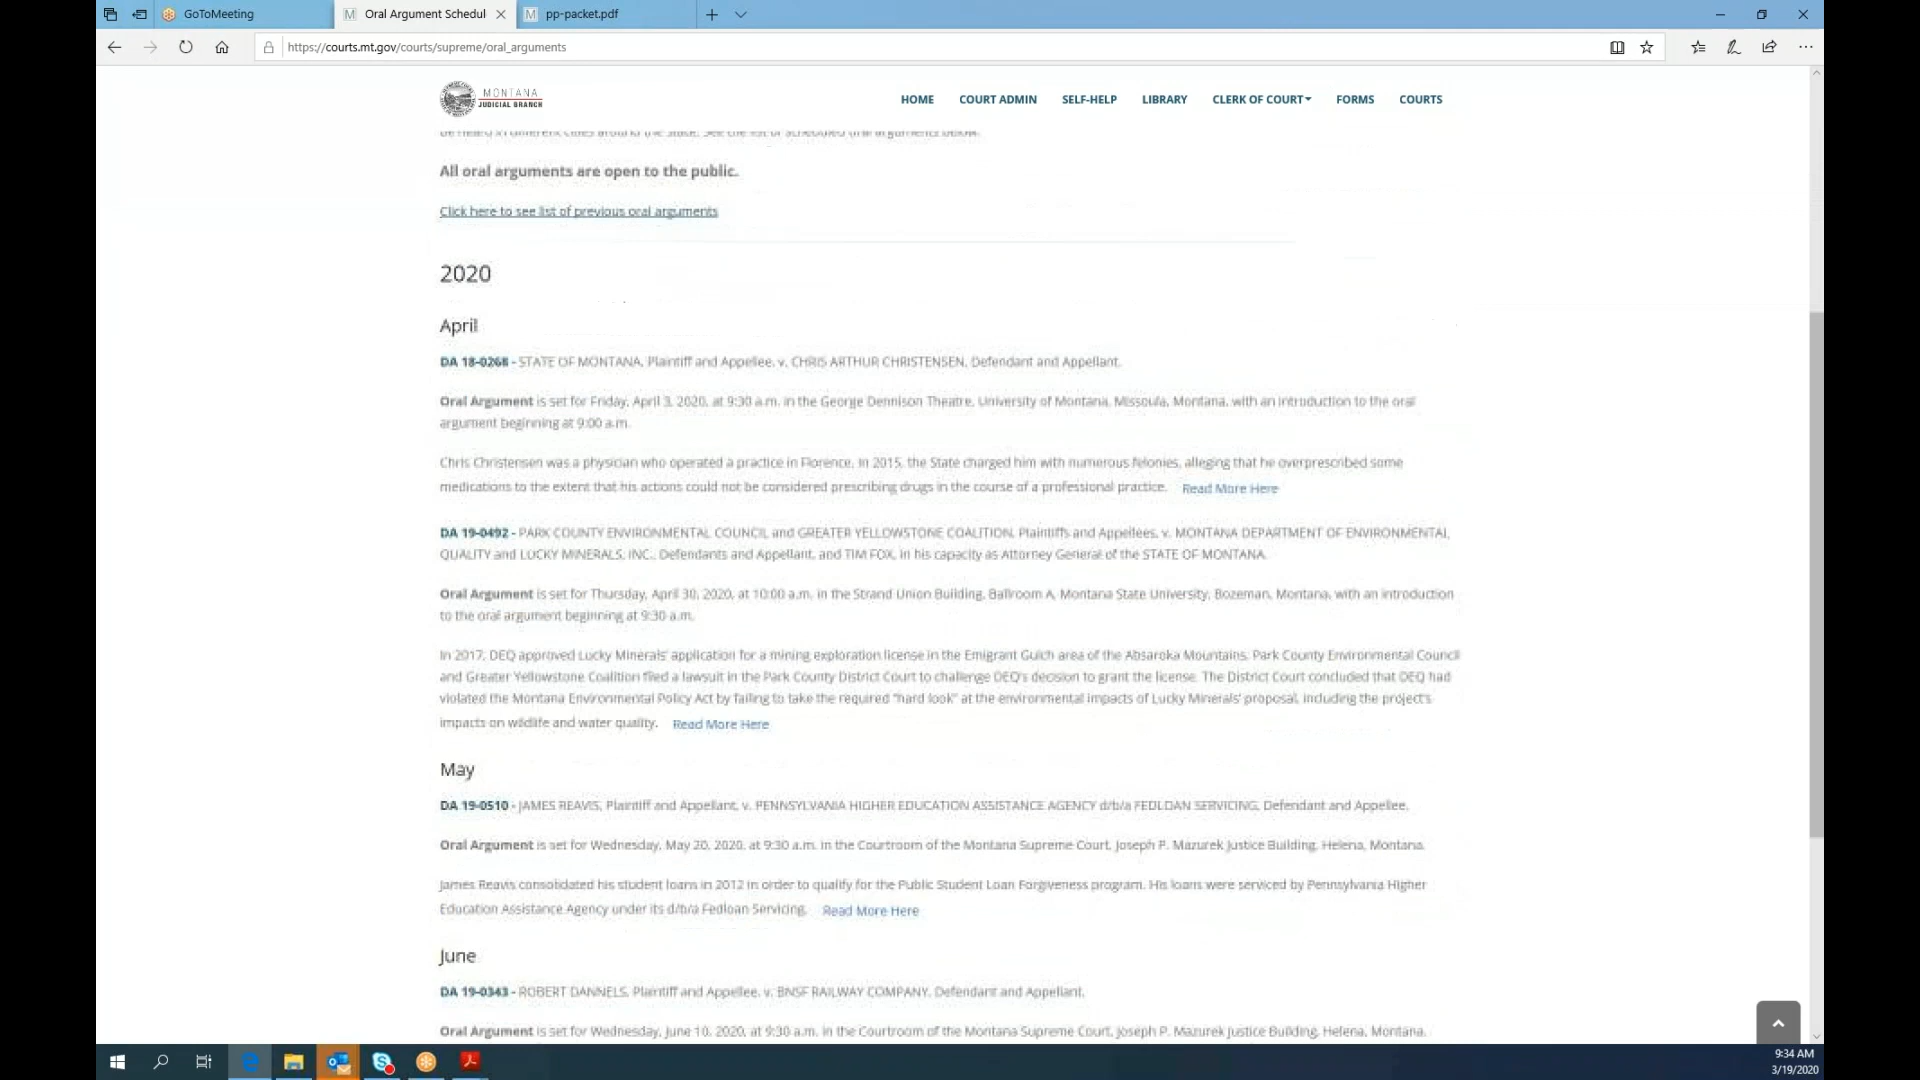 GoToMeeting
Oral Argument Schedul
pp-packet.pdf
https://courts.mt.gov/courts/supreme/oral_arguments
MONTANA
JUDICIAL BRANCH
HOME COURT ADMIN SELF-HELP LIBRARY CLERK OF COURT FORMS COURTS
be heard in different cities around the state. See the list of scheduled oral arguments below.
All oral arguments are open to the public.
Click here to see list of previous oral arguments
2020
April
DA 18-0268 - STATE OF MONTANA, Plaintiff and Appellee, v. CHRIS ARTHUR CHRISTENSEN, Defendant and Appellant.
Oral Argument is set for Friday, April 3, 2020, at 9:30 a.m. in the George Dennison Theatre, University of Montana, Missoula, Montana, with an introduction to the oral
argument beginning at 9:00 a.m.
Chris Christensen was a physician who operated a practice in Florence. In 2015, the State charged him with numerous felonies, alleging that he overprescribed some
medications to the extent that his actions could not be considered prescribing drugs in the course of a professional practice. Read More Here
DA 19-0492 - PARK COUNTY ENVIRONMENTAL COUNCIL and GREATER YELLOWSTONE COALITION, Plaintiffs and Appellees, v. MONTANA DEPARTMENT OF ENVIRONMENTAL
QUALITY and LUCKY MINERALS, INC., Defendants and Appellant, and TIM FOX, in his capacity as Attorney General of the STATE OF MONTANA.
Oral Argument is set for Thursday, April 30, 2020, at 10:00 a.m. in the Strand Union Building, Ballroom A, Montana State University, Bozeman, Montana, with an introduction
to the oral argument beginning at 9:30 a.m.
In 2017, DEQ approved Lucky Minerals' application for a mining exploration license in the Emigrant Gulch area of the Absaroka Mountains. Park County Environmental Council
and Greater Yellowstone Coalition filed a lawsuit in the Park County District Court to challenge DEQ's decision to grant the license. The District Court concluded that DEQ had
violated the Montana Environmental Policy Act by failing to take the required "hard look" at the environmental impacts of Lucky Minerals' proposal, including the project's
impacts on wildlife and water quality. Read More Here
May
DA 19-0510 - JAMES REAVIS, Plaintiff and Appellant, v. PENNSYLVANIA HIGHER EDUCATION ASSISTANCE AGENCY d/b/a FEDLOAN SERVICING, Defendant and Appellee.
Oral Argument is set for Wednesday, May 20, 2020, at 9:30 a.m. in the Courtroom of the Montana Supreme Court, Joseph P. Mazurek Justice Building, Helena, Montana.
James Reavis consolidated his student loans in 2012 in order to qualify for the Public Student Loan Forgiveness program. His loans were serviced by Pennsylvania Higher
Education Assistance Agency under its d/b/a Fedloan Servicing. Read More Here
June
DA 19-0343 - ROBERT DANNELS, Plaintiff and Appellee, v. BNSF RAILWAY COMPANY, Defendant and Appellant.
Oral Argument is set for Wednesday, June 10, 2020, at 9:30 a.m. in the Courtroom of the Montana Supreme Court, Joseph P. Mazurek Justice Building, Helena, Montana.
9:34 AM
3/19/2020